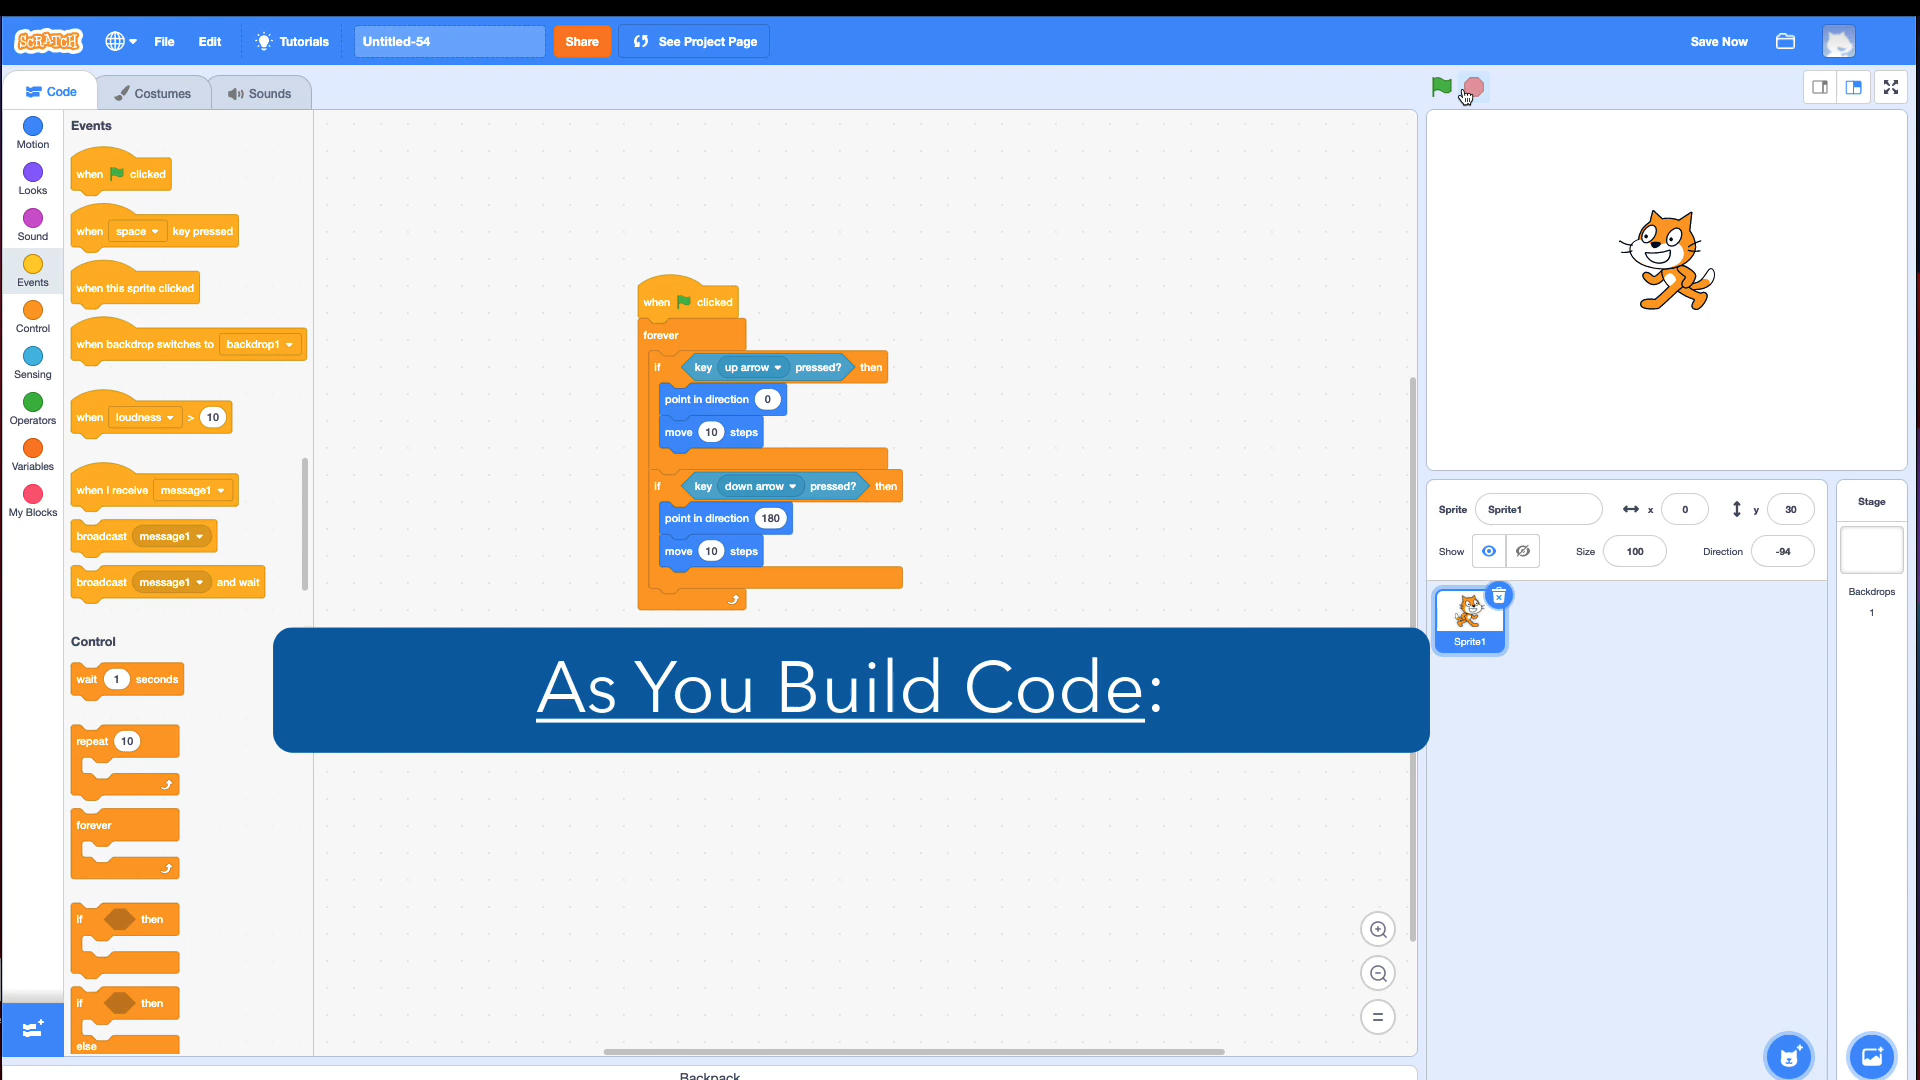 SCRATCH
File
Edit
Tutorials
Untitled-54
Share
See Project Page
Save Now
Code
Costumes
Sounds
Motion
Looks
Sound
Events
Control
Sensing
Operators
Variables
My Blocks
Events
when clicked
when space key pressed
when this sprite clicked
when backdrop switches to backdrop1
when loudness > 10
when I receive message1
broadcast message1
broadcast message1 and wait
Control
wait 1 seconds
repeat 10
forever
if then
if then
else
when clicked
forever
if key up arrow pressed? then
point in direction 0
move 10 steps
if key down arrow pressed? then
point in direction 180
move 10 steps
As You Build Code:
Sprite Sprite1 x 0 y 30
Show Size 100 Direction -94
Sprite1
Stage
Backdrops
1
Backpack